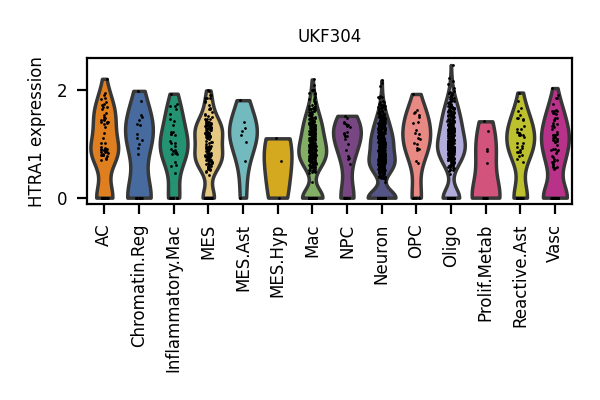 UKF304
HTRA1 expression
2
0
AC
Chromatin.Reg
Inflammatory.Mac
MES
MES.Ast
MES.Hyp
Mac
NPC
Neuron
OPC
Oligo
Prolif.Metab
Reactive.Ast
Vasc